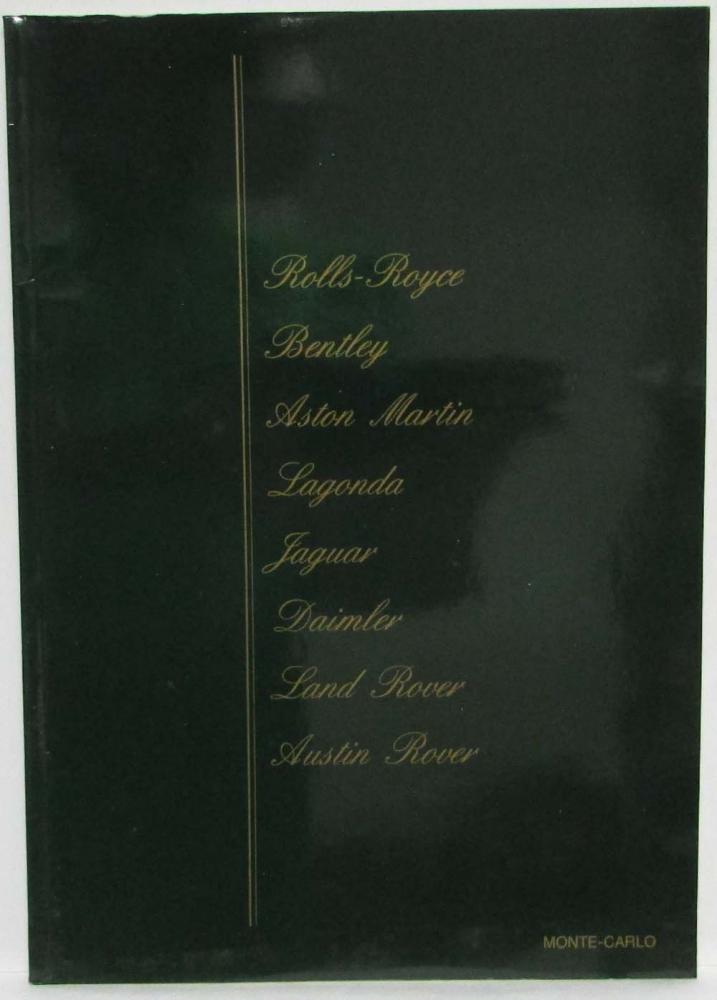 Rolls-Royce
Bentley
Aston Martin
Lagonda
Jaguar
Daimler
Land Rover
Austin Rover
MONTE-CARLO